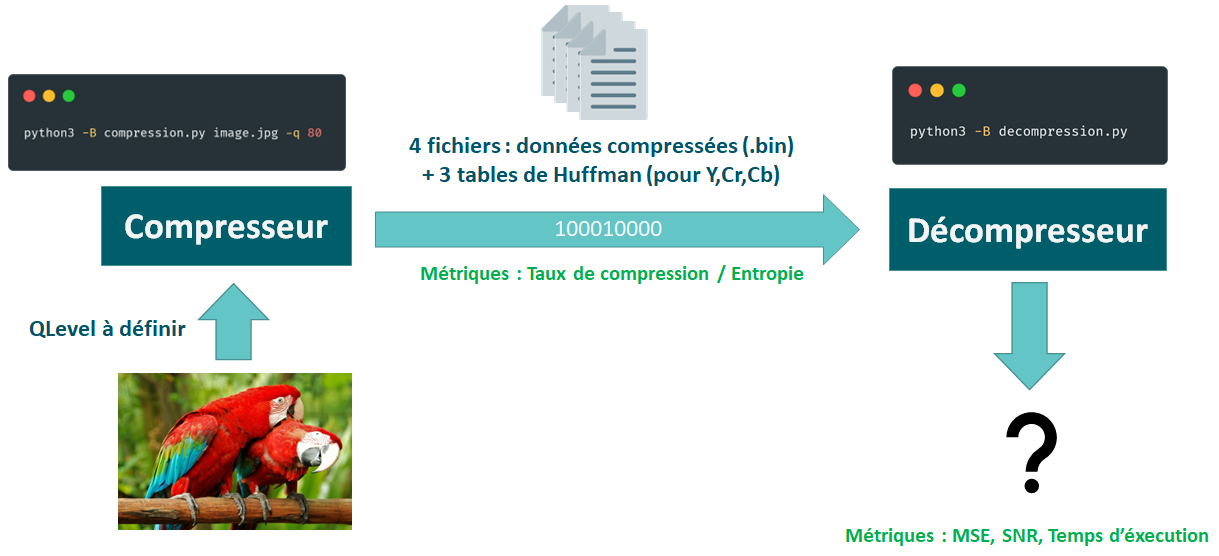 python3 -B compression.py image.jpg -q 80
Compresseur
QLevel à définir
4 fichiers : données compressées (.bin)
+ 3 tables de Huffman (pour Y,Cr,Cb)
100010000
Métriques : Taux de compression / Entropie
python3 -B decompression.py
Décompresseur
?
Métriques : MSE, SNR, Temps d'éxecution